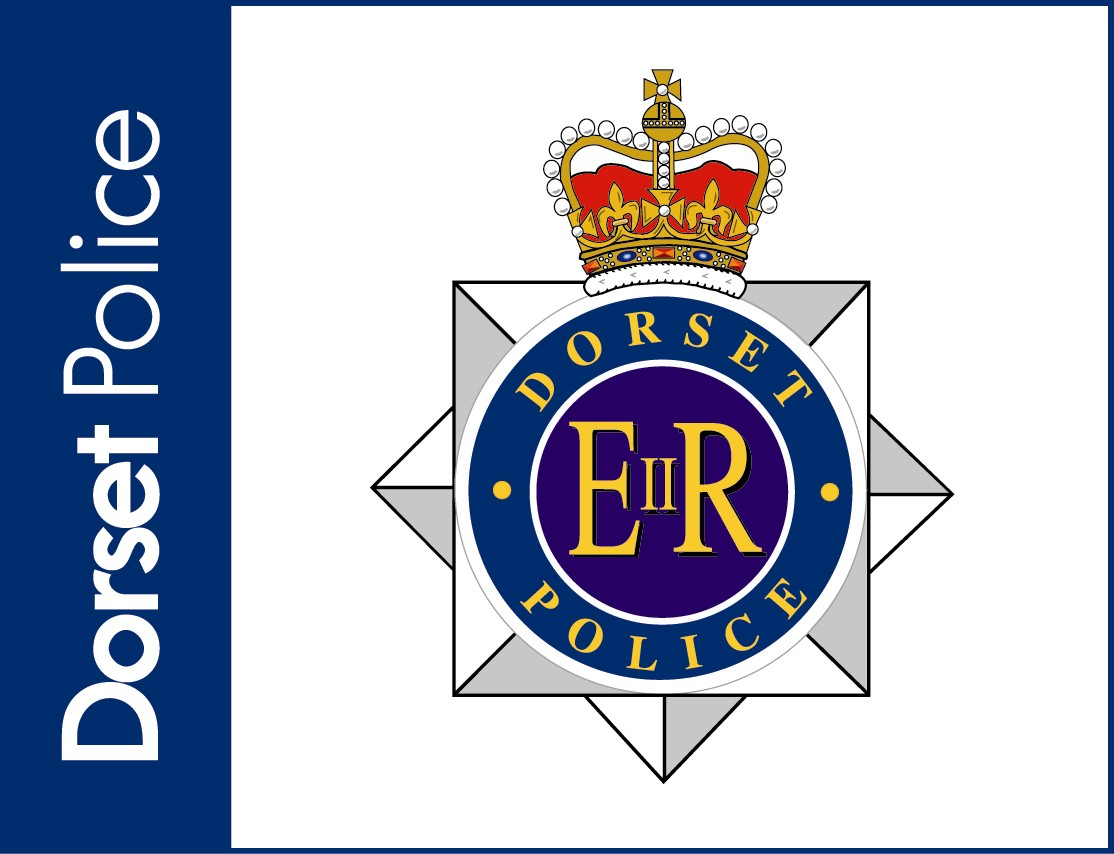 Dorset Police
DORSET
EIIR
POLICE